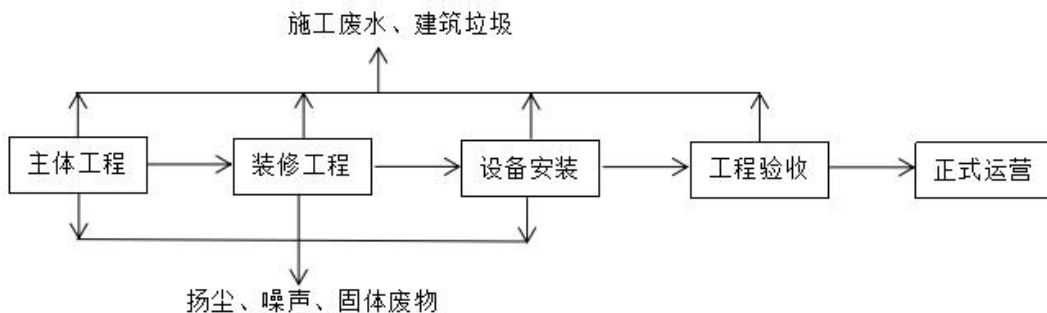 施工废水、建筑垃圾
主体工程
装修工程
设备安装
工程验收
正式运营
扬尘、噪声、固体废物